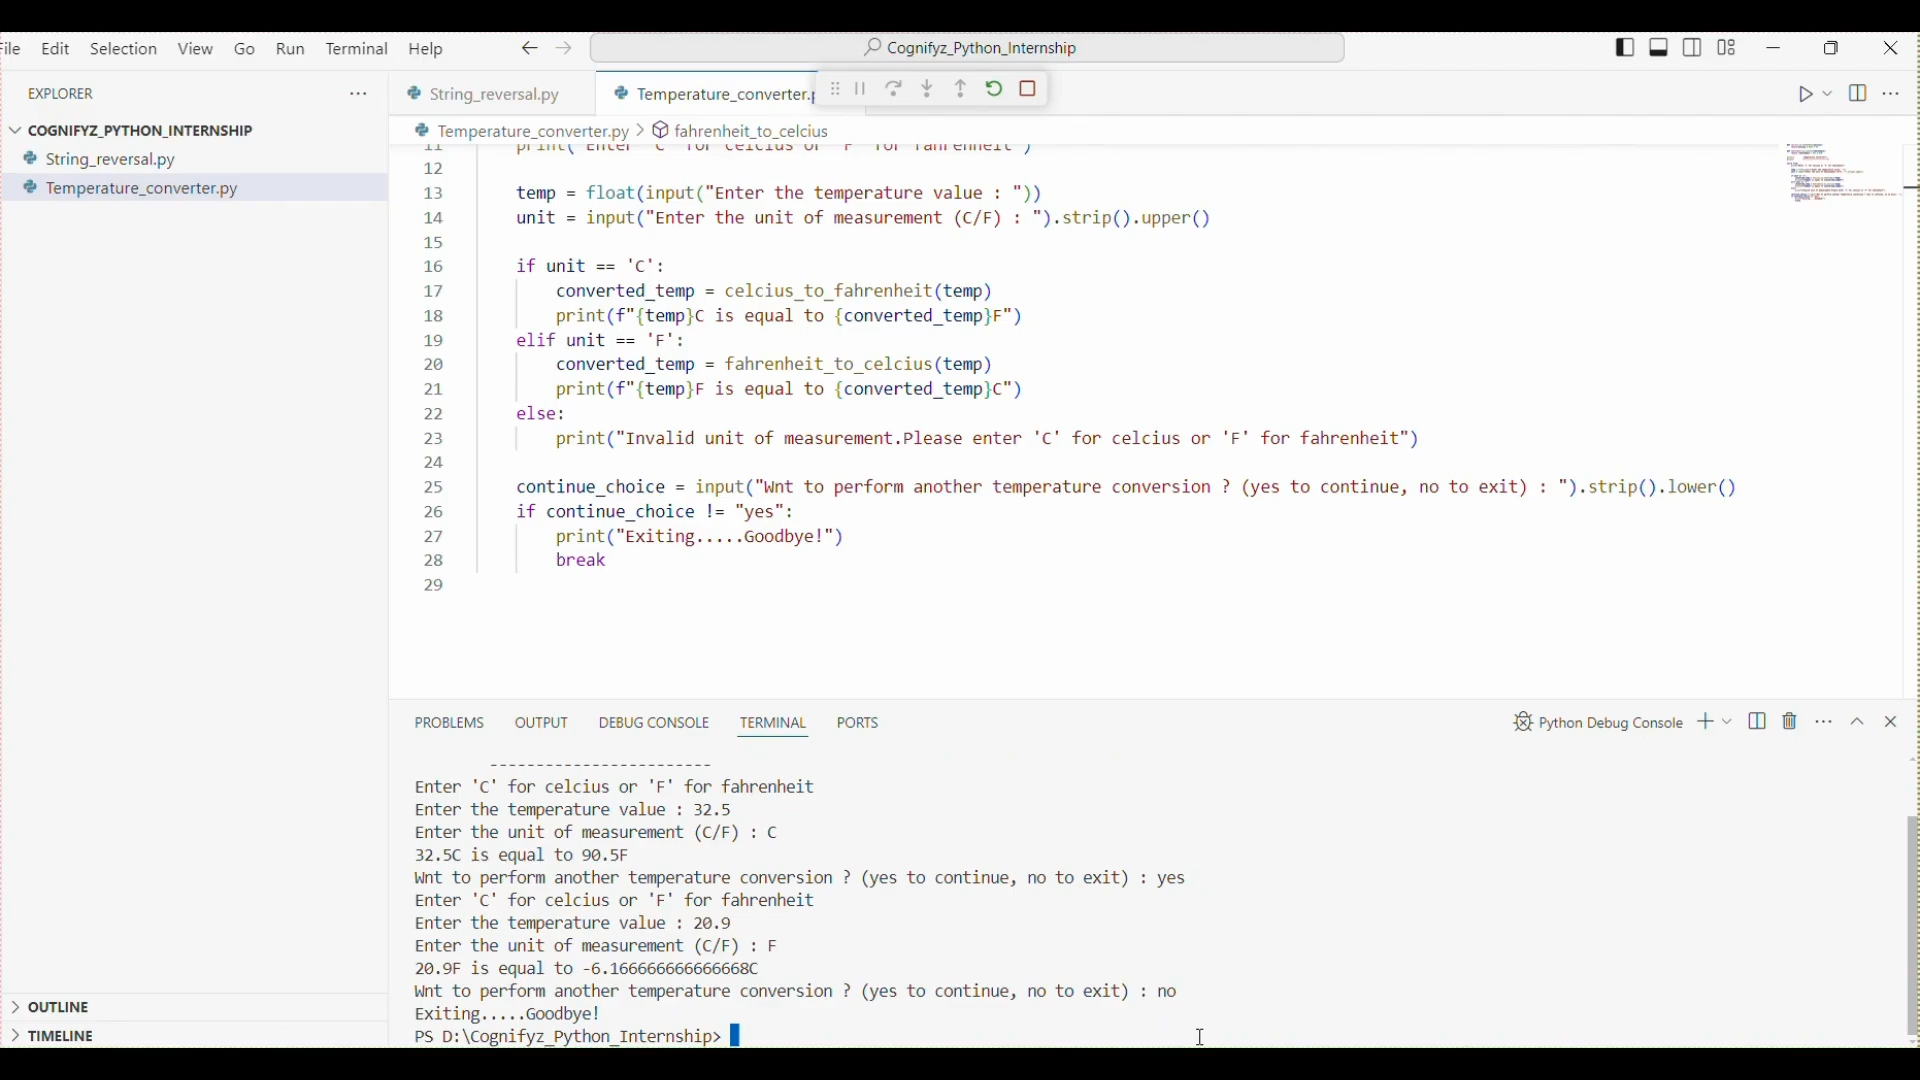 ile Edit Selection View Go Run Terminal Help
Cognifyz_Python_Internship
EXPLORER
String_reversal.py
Temperature_converter.p
COGNIFYZ_PYTHON_INTERNSHIP
String_reversal.py
Temperature_converter.py
Temperature_converter.py > fahrenheit_to_celcius
11 print("Enter 'C' for celcius or 'F' for fahrenheit")
12
13 temp = float(input("Enter the temperature value : "))
14 unit = input("Enter the unit of measurement (C/F) : ").strip().upper()
15
16 if unit == 'C':
17 converted_temp = celcius_to_fahrenheit(temp)
18 print(f"{temp}C is equal to {converted_temp}F")
19 elif unit == 'F':
20 converted_temp = fahrenheit_to_celcius(temp)
21 print(f"{temp}F is equal to {converted_temp}C")
22 else:
23 print("Invalid unit of measurement.Please enter 'C' for celcius or 'F' for fahrenheit")
24
25 continue_choice = input("Wnt to perform another temperature conversion ? (yes to continue, no to exit) : ").strip().lower()
26 if continue_choice != "yes":
27 print("Exiting.....Goodbye!")
28 break
29
PROBLEMS OUTPUT DEBUG CONSOLE TERMINAL PORTS
Python Debug Console
------------------------
Enter 'C' for celcius or 'F' for fahrenheit
Enter the temperature value : 32.5
Enter the unit of measurement (C/F) : C
32.5C is equal to 90.5F
Wnt to perform another temperature conversion ? (yes to continue, no to exit) : yes
Enter 'C' for celcius or 'F' for fahrenheit
Enter the temperature value : 20.9
Enter the unit of measurement (C/F) : F
20.9F is equal to -6.166666666666668C
Wnt to perform another temperature conversion ? (yes to continue, no to exit) : no
Exiting.....Goodbye!
PS D:\Cognifyz_Python_Internship>
OUTLINE
TIMELINE